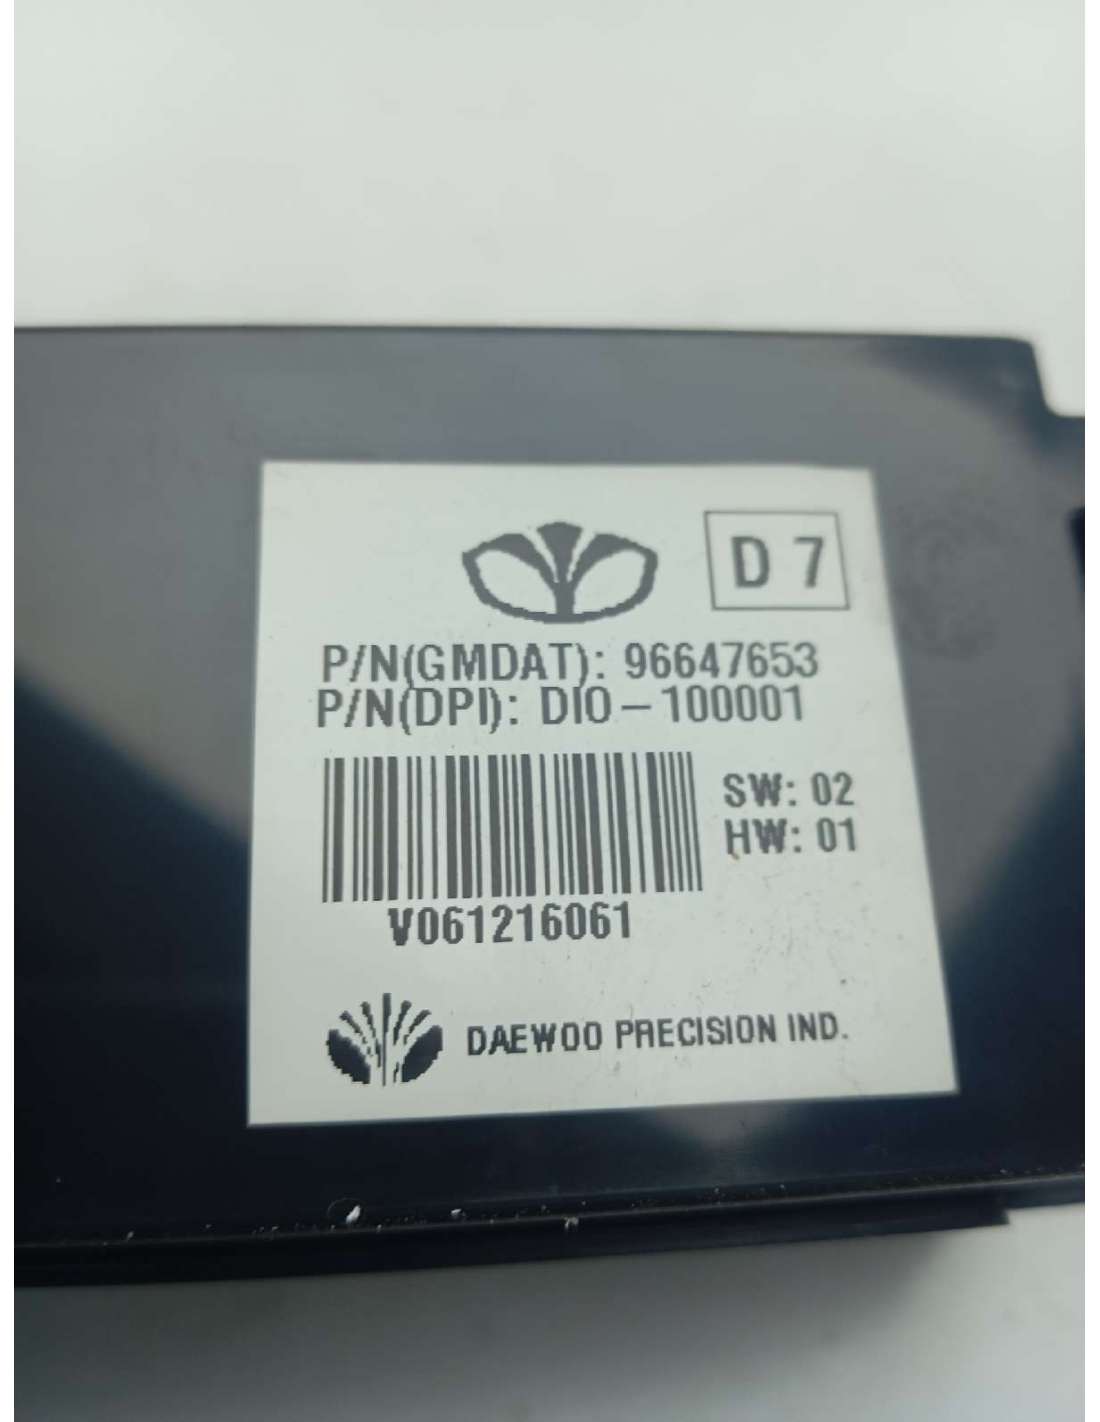 D 7
P/N(GMDAT): 96647653
P/N(DPI): DIO-100001
SW: 02
HW: 01
V061216061
DAEWOO PRECISION IND.